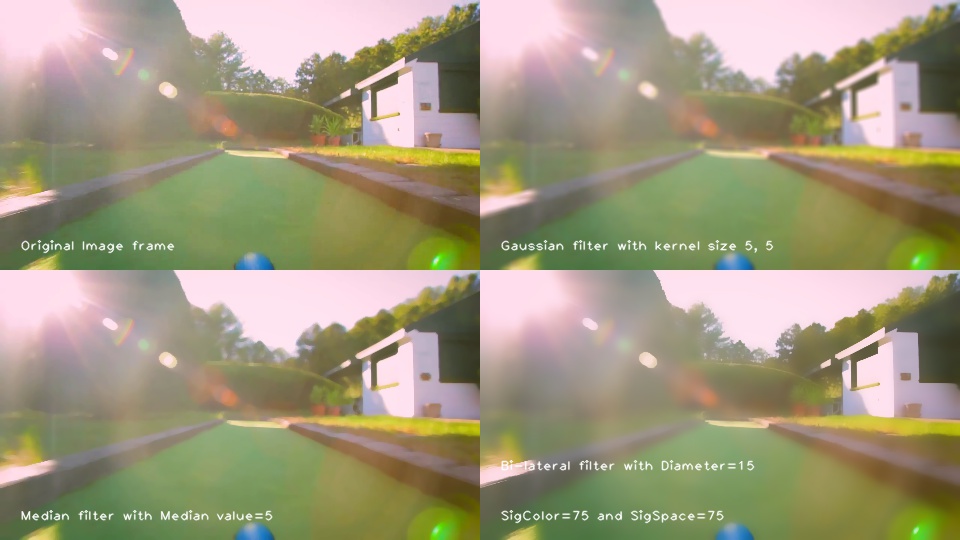 Original Image frame
Gaussian filter with kernel size 5, 5
Median filter with Median value=5
Bi-lateral filter with Diameter=15
SigColor=75 and SigSpace=75